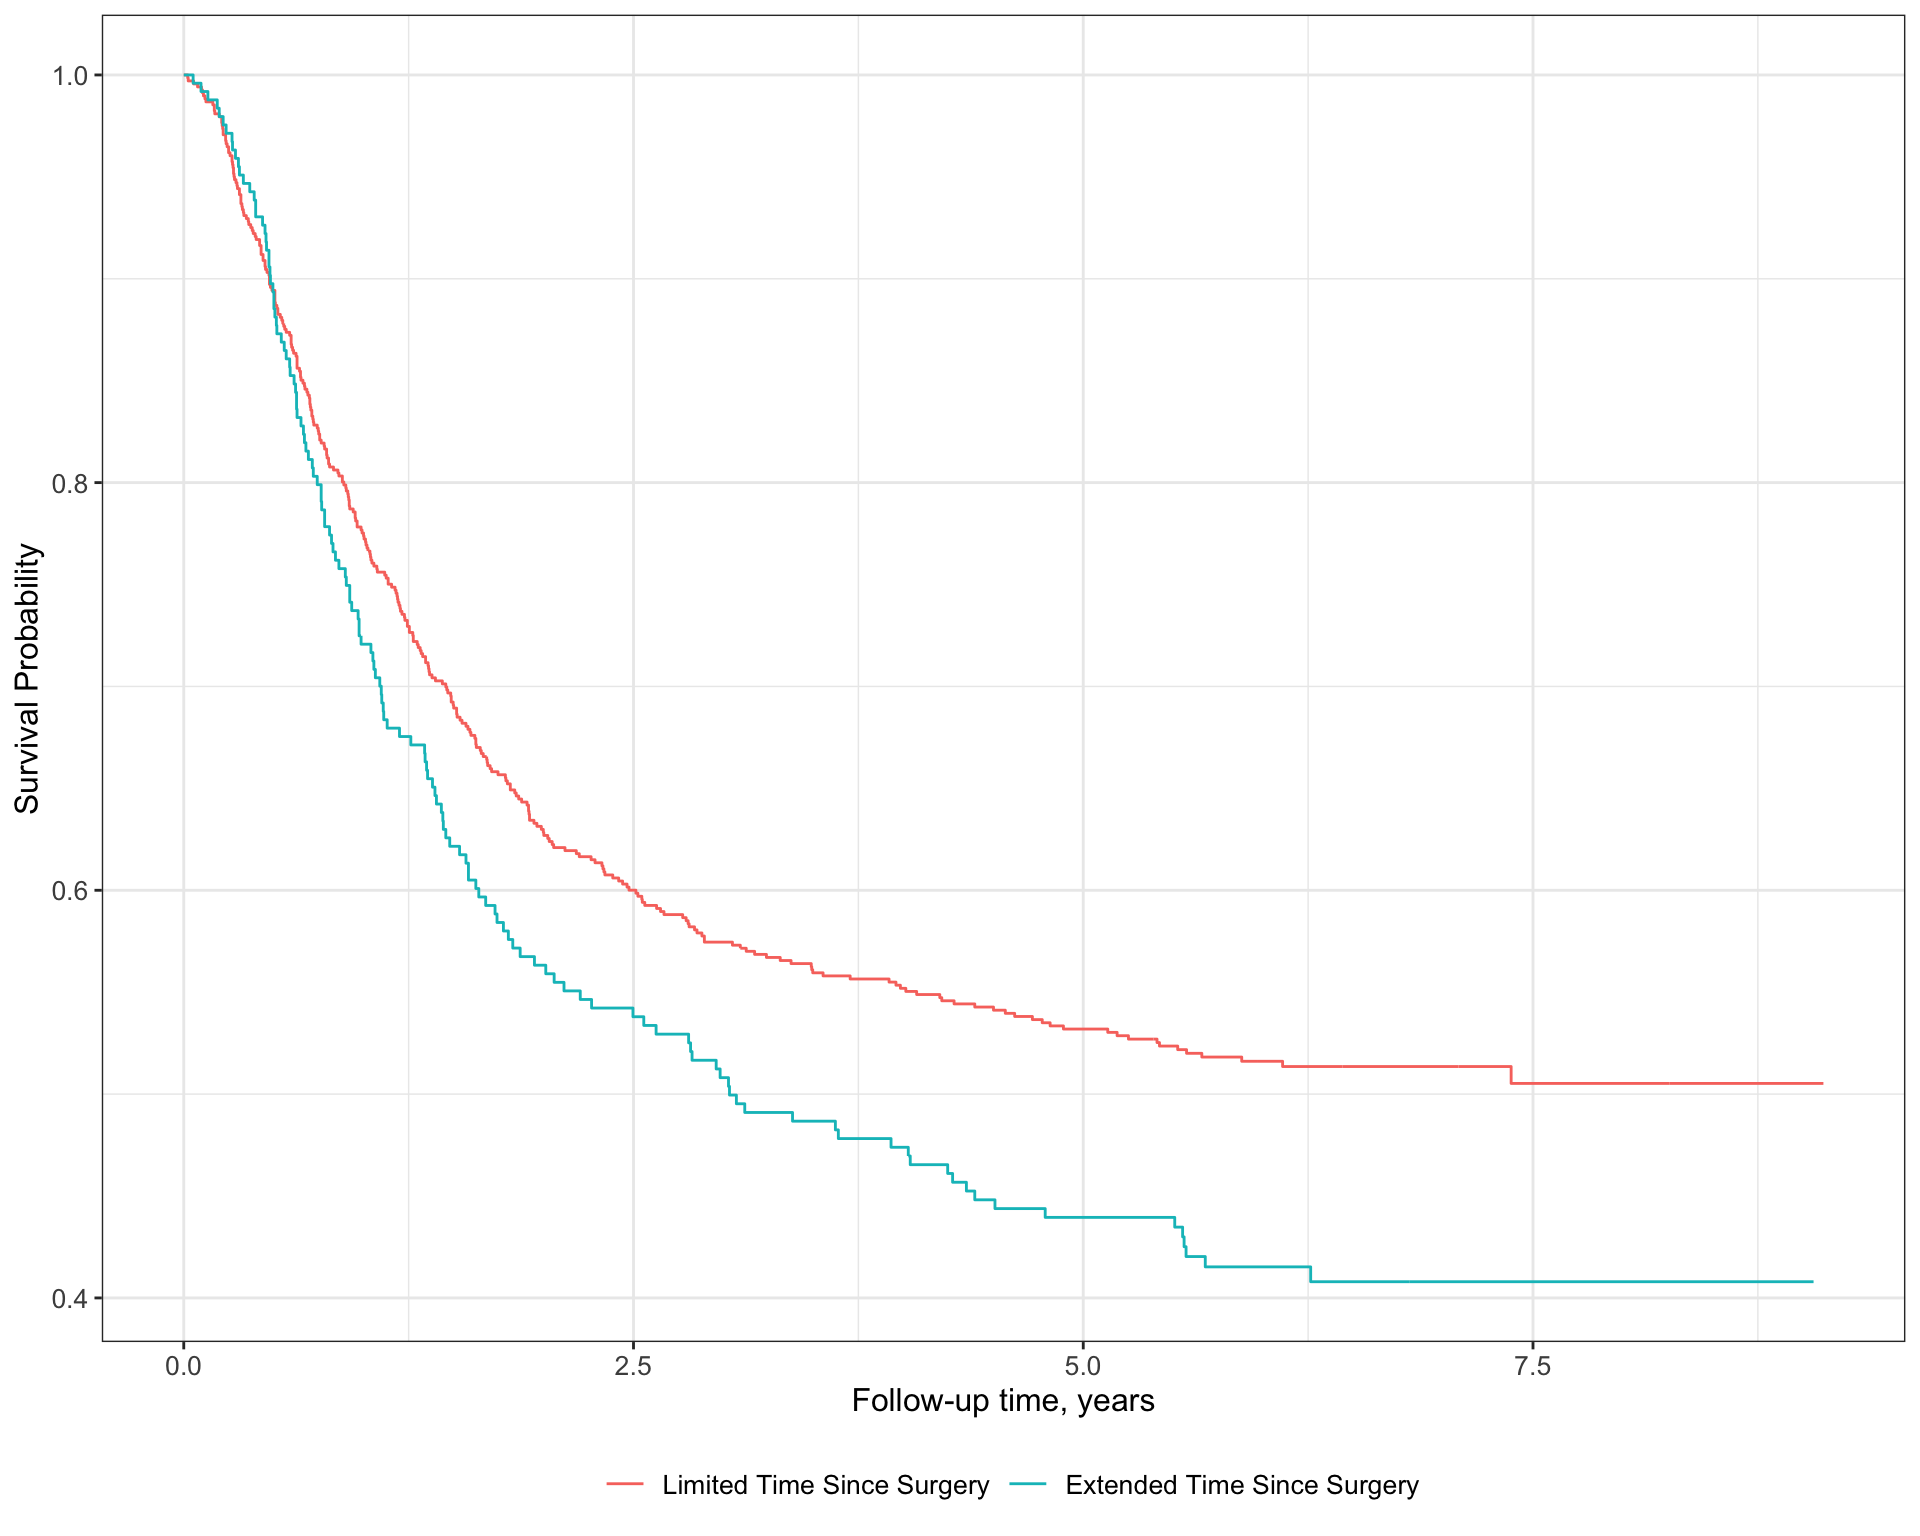 1.0
0.8
0.6
0.4
Survival Probability
0.0 2.5 5.0 7.5
Follow-up time, years
Limited Time Since Surgery Extended Time Since Surgery